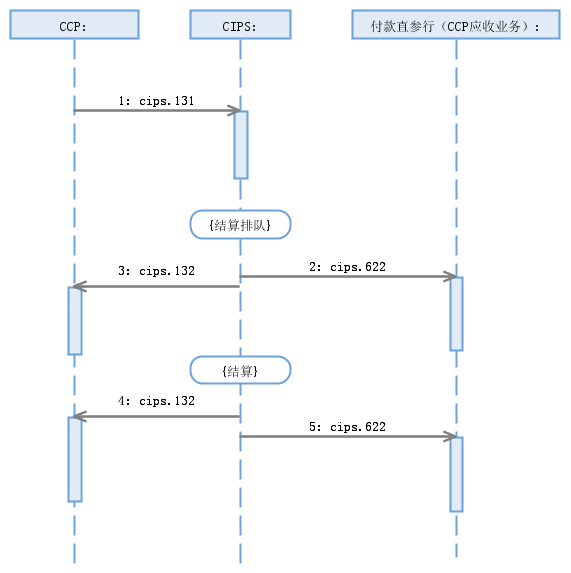 CCP:
CIPS:
付款直参行（CCP应收业务）:
1: cips.131
{结算排队}
3: cips.132
2: cips.622
{结算}
4: cips.132
5: cips.622